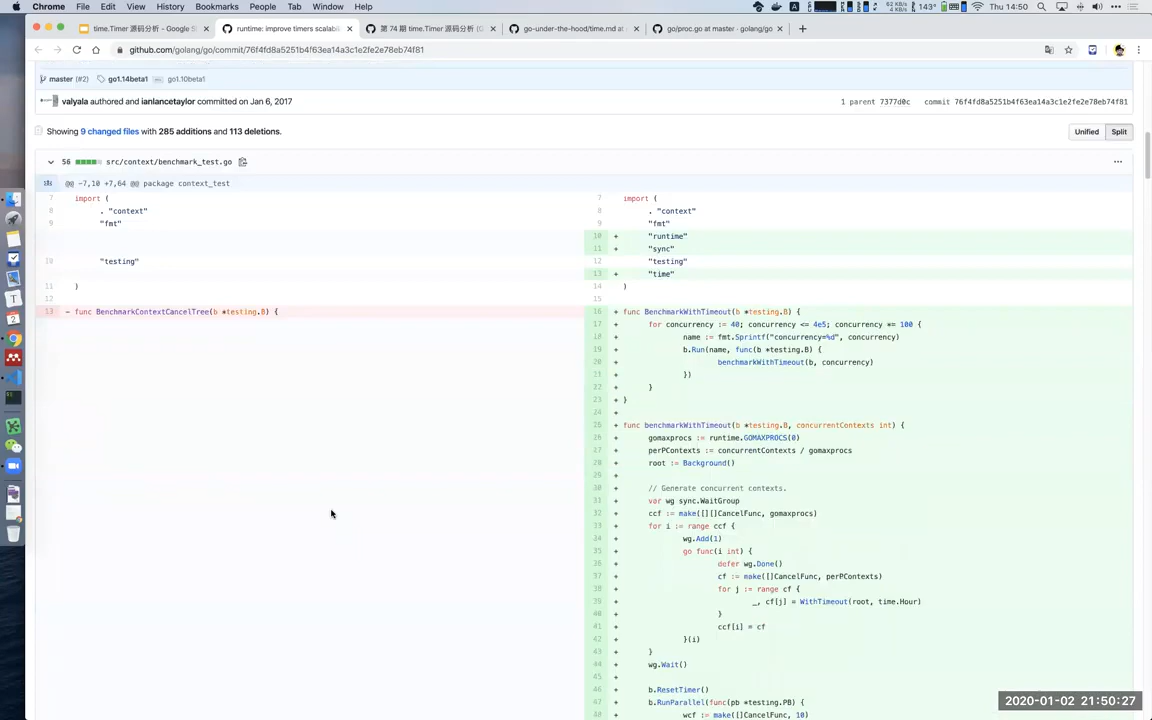 Chrome File Edit View History Bookmarks People Tab Window Help 143° Thu 14:50
time.Timer 源码分析 - Google S
runtime: improve timers scalabil
第 74 期 time.Timer 源码分析 (
go-under-the-hood/time.md at
go/proc.go at master · golang/go
github.com/golang/go/commit/76f4fd8a5251b4f63ea14a3c1e2fe2e78eb74f81
master (#2) go1.14beta1 ... go1.10beta1
valyala authored and ianlancetaylor committed on Jan 6, 2017
1 parent 7377d0c commit 76f4fd8a5251b4f63ea14a3c1e2fe2e78eb74f81
Showing 9 changed files with 285 additions and 113 deletions.
Unified Split
56 src/context/benchmark_test.go
@@ -7,10 +7,64 @@ package context_test
7 import (
8 . "context"
9 "fmt"
10 "testing"
11 )
12
13 - func BenchmarkContextCancelTree(b *testing.B) {
7 import (
8 . "context"
9 "fmt"
10 + "runtime"
11 + "sync"
12 "testing"
13 + "time"
14 )
15
16 + func BenchmarkWithTimeout(b *testing.B) {
17 + for concurrency := 40; concurrency <= 4e5; concurrency *= 100 {
18 + name := fmt.Sprintf("concurrency=%d", concurrency)
19 + b.Run(name, func(b *testing.B) {
20 + benchmarkWithTimeout(b, concurrency)
21 + })
22 + }
23 + }
24 +
25 + func benchmarkWithTimeout(b *testing.B, concurrentContexts int) {
26 + gomaxprocs := runtime.GOMAXPROCS(0)
27 + perPContexts := concurrentContexts / gomaxprocs
28 + root := Background()
29 +
30 + // Generate concurrent contexts.
31 + var wg sync.WaitGroup
32 + ccf := make([][]CancelFunc, gomaxprocs)
33 + for i := range ccf {
34 + wg.Add(1)
35 + go func(i int) {
36 + defer wg.Done()
37 + cf := make([]CancelFunc, perPContexts)
38 + for j := range cf {
39 + _, cf[j] = WithTimeout(root, time.Hour)
40 + }
41 + ccf[i] = cf
42 + }(i)
43 + }
44 + wg.Wait()
45 +
46 + b.ResetTimer()
47 + b.RunParallel(func(pb *testing.PB) {
48 + wcf := make([]CancelFunc, 10)
2020-01-02 21:50:27